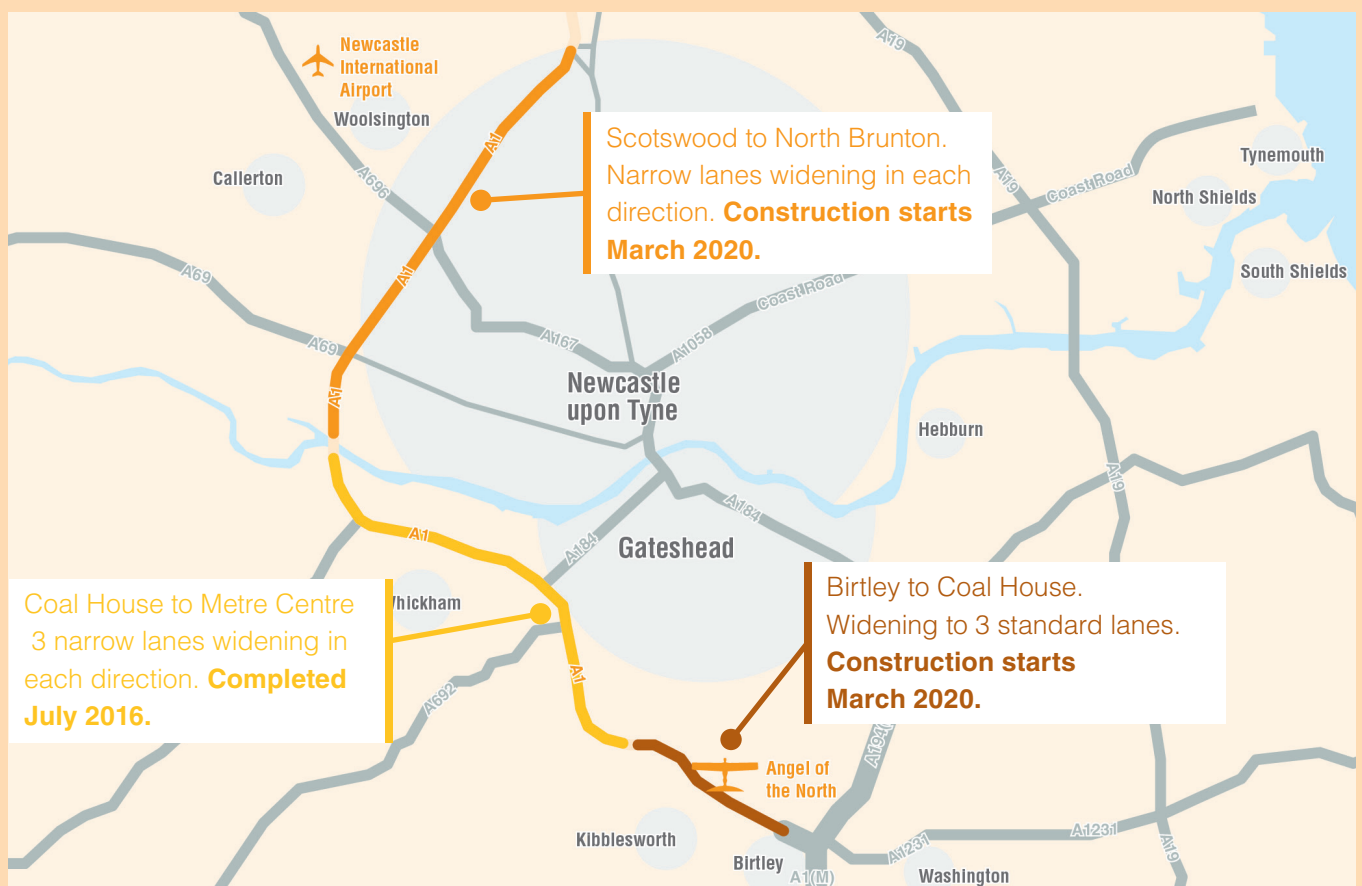 Newcastle
International
Airport
Woolsington
Callerton
A1
A696
A19
Scotswood to North Brunton.
Narrow lanes widening in each
direction. Construction starts
March 2020.
Coast Road
A19
Tynemouth
North Shields
South Shields
A69
A1
A69
A1
A167
A1058
Coast Road
Newcastle
upon Tyne
Hebburn
A19
A1
A184
A184
Gateshead
Coal House to Metre Centre
3 narrow lanes widening in
each direction. Completed
July 2016.
hickham
A1
A692
Birtley to Coal House.
Widening to 3 standard lanes.
Construction starts
March 2020.
A194(
Angel of
the North
Kibblesworth
Birtley
A1(M)
A1231
A1231
A19
Washington